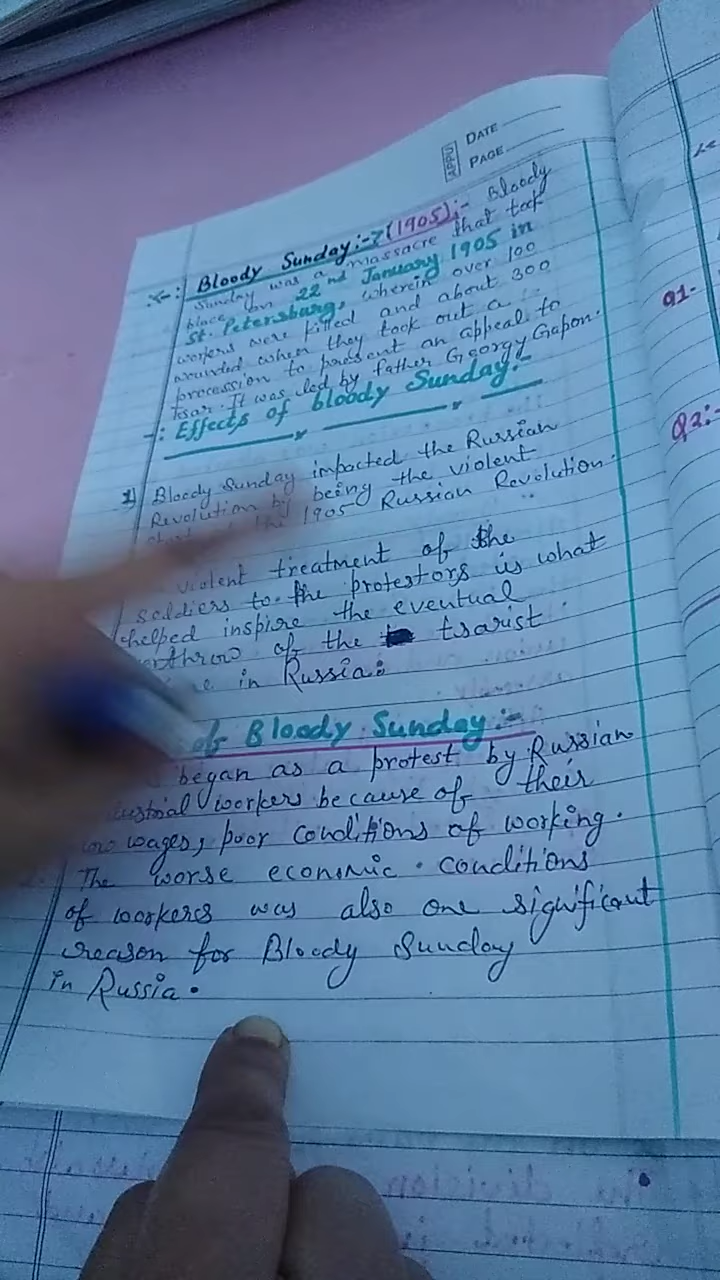 DATE
PAGE
Bloody Sunday:-7(1905):- Bloody
Sunday was a massacre that took
place on 22nd January 1905 in
St. Petersburg, wherein over 100
workers were killed and about 300
wounded when they took out a
procession to present an appeal to
tsar. It was led by father Georgy Gapon.
-: Effects of bloody Sunday:-
1) Bloody Sunday impacted the Russian
Revolution by being the violent
the 1905 Russian Revolution.
violent treatment of the
soldiers to the protestors is what
helped inspire the eventual
of the tsarist
in Russia:
of Bloody Sunday:-
began as a protest by Russian
workers because of their
wages, poor conditions of working.
The worse economic conditions
of workers was also one significant
reason for Bloody Sunday
in Russia.
Q1-
Q2:-